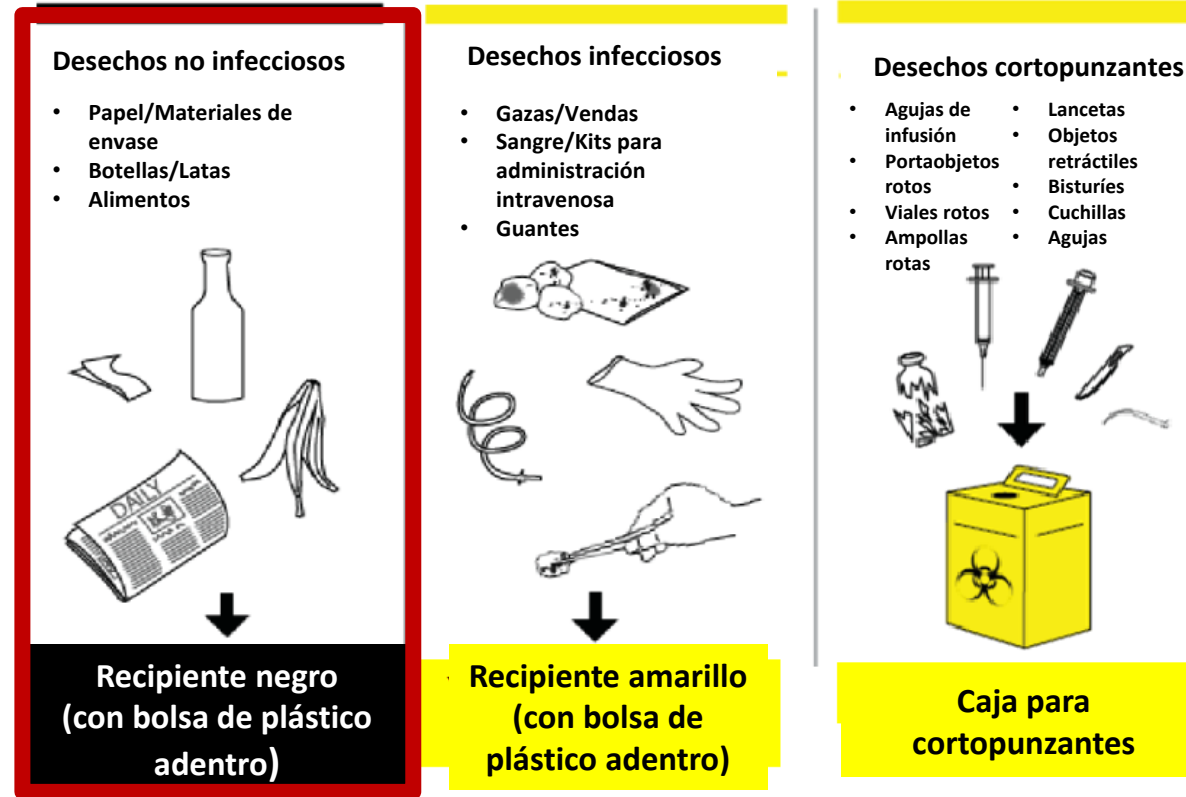 Desechos no infecciosos
• Papel/Materiales de
envase
• Botellas/Latas
• Alimentos
DAILY
Recipiente negro
(con bolsa de plástico
adentro)
Desechos infecciosos
• Gazas/Vendas
• Sangre/Kits para
administración
intravenosa
• Guantes
Recipiente amarillo
(con bolsa de
plástico adentro)
Desechos cortopunzantes
• Agujas de
infusión
• Portaobjetos
rotos
• Viales rotos
• Ampollas
rotas
• Lancetas
• Objetos
retráctiles
• Bisturíes
• Cuchillas
• Agujas
Caja para
cortopunzantes